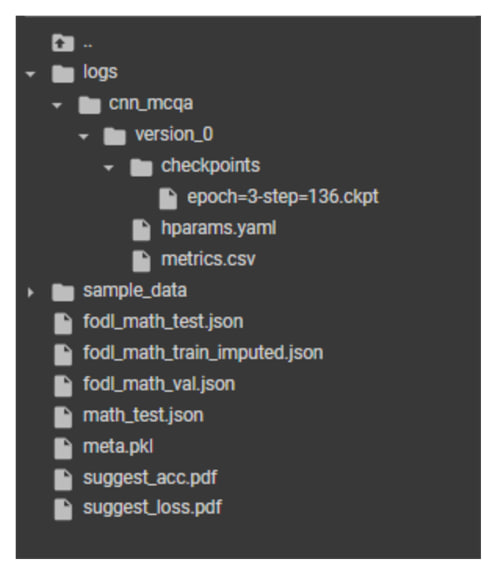 ..
logs
cnn_mcqa
version_0
checkpoints
epoch=3-step=136.ckpt
hparams.yaml
metrics.csv
sample_data
fodl_math_test.json
fodl_math_train_imputed.json
fodl_math_val.json
math_test.json
meta.pkl
suggest_acc.pdf
suggest_loss.pdf